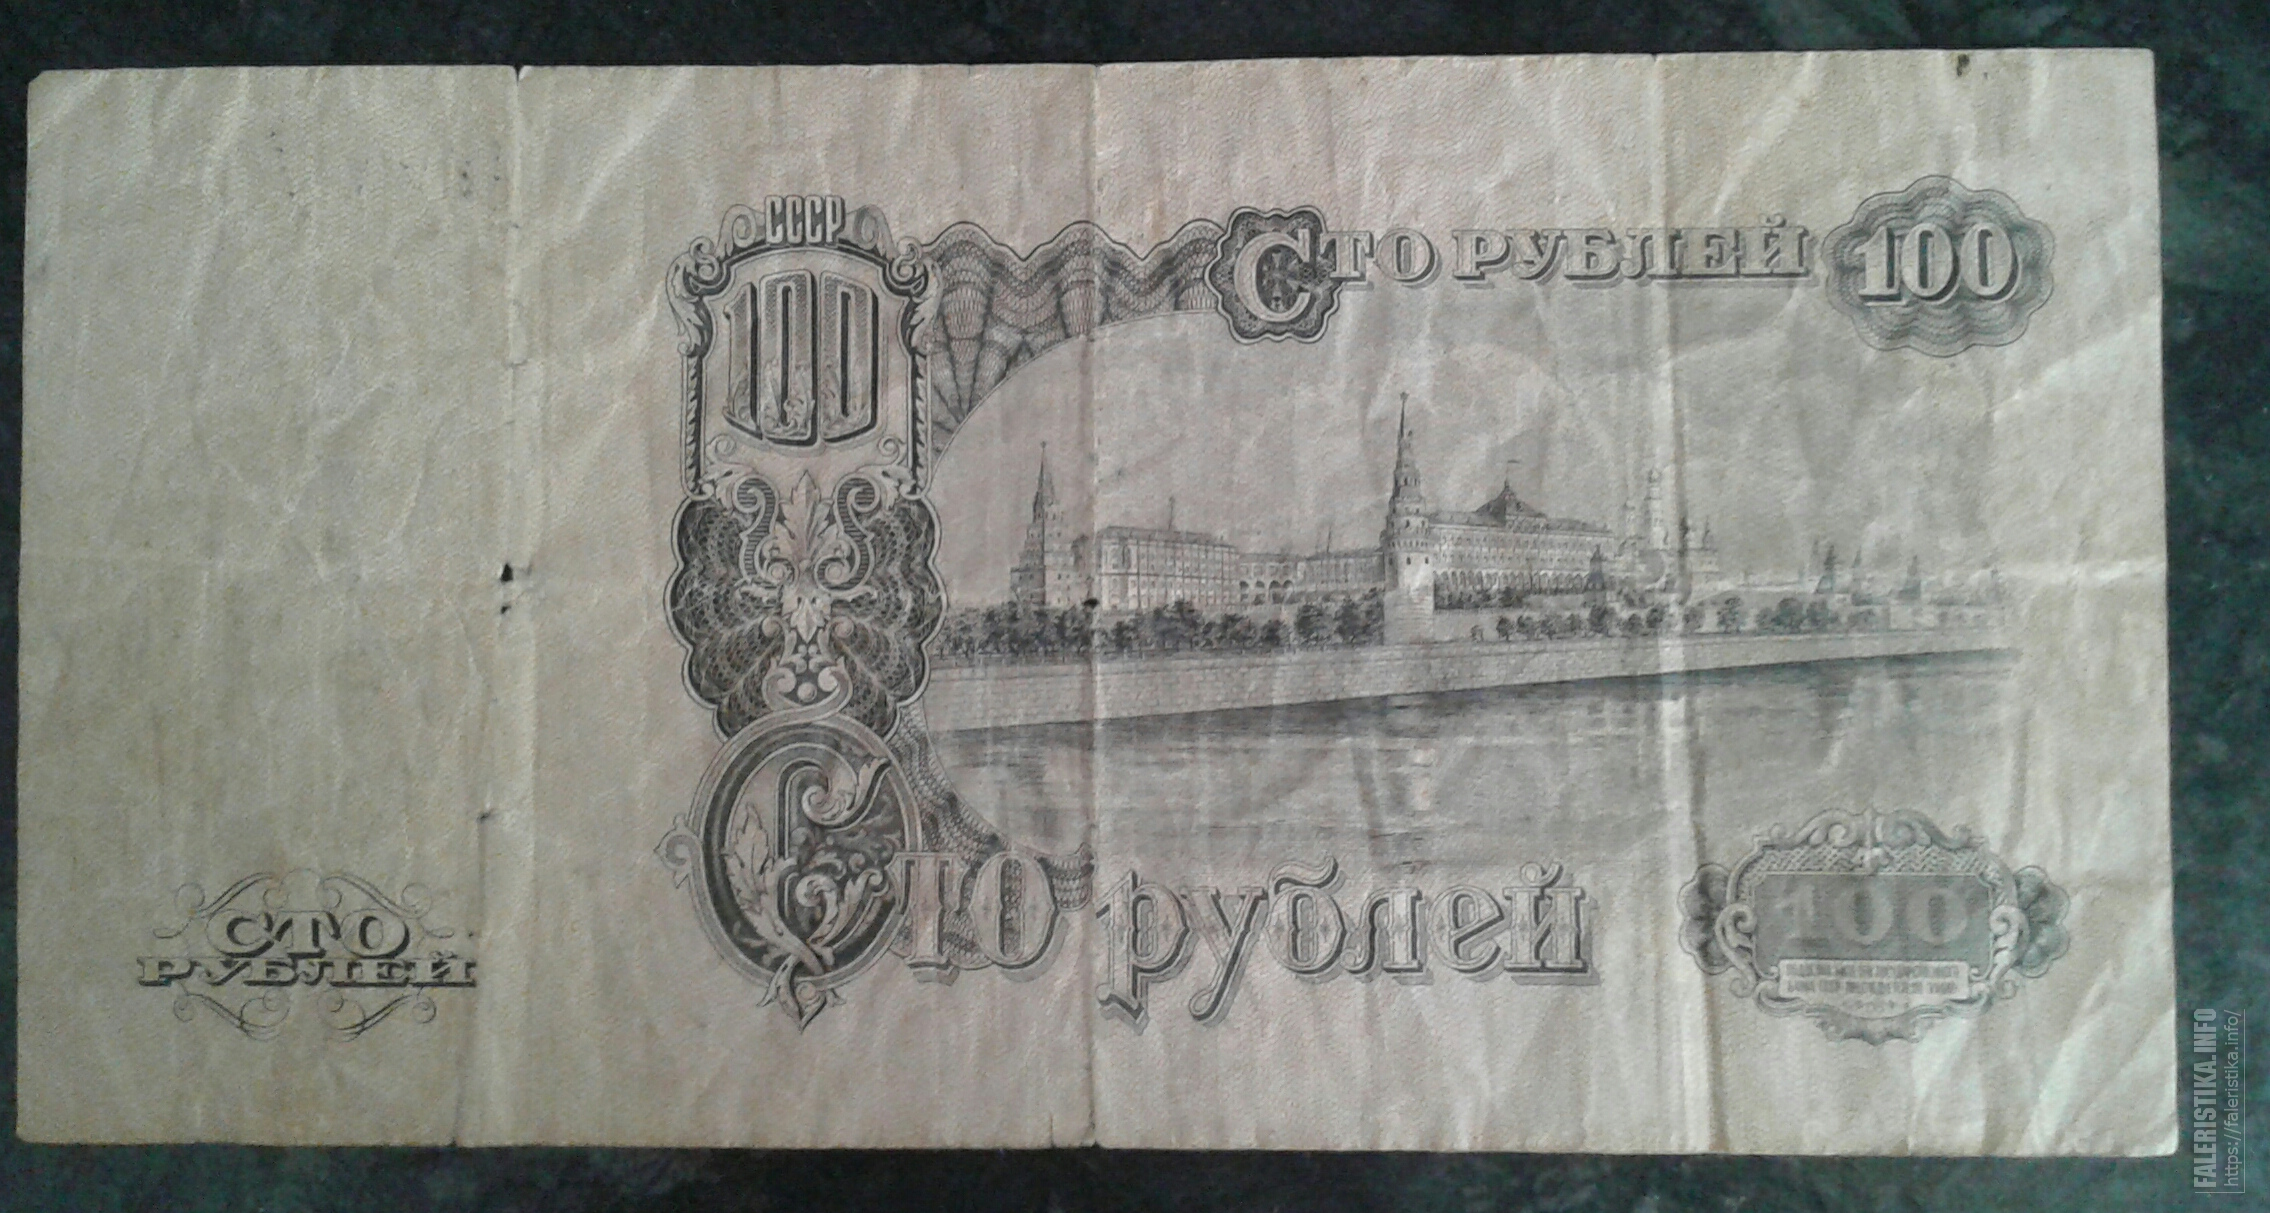 СССР
100
СТО РУБЛЕЙ
100
Сто рублей
100
СТО
РУБЛЕЙ
FALERISTIKA.INFO
https://faleristika.info/